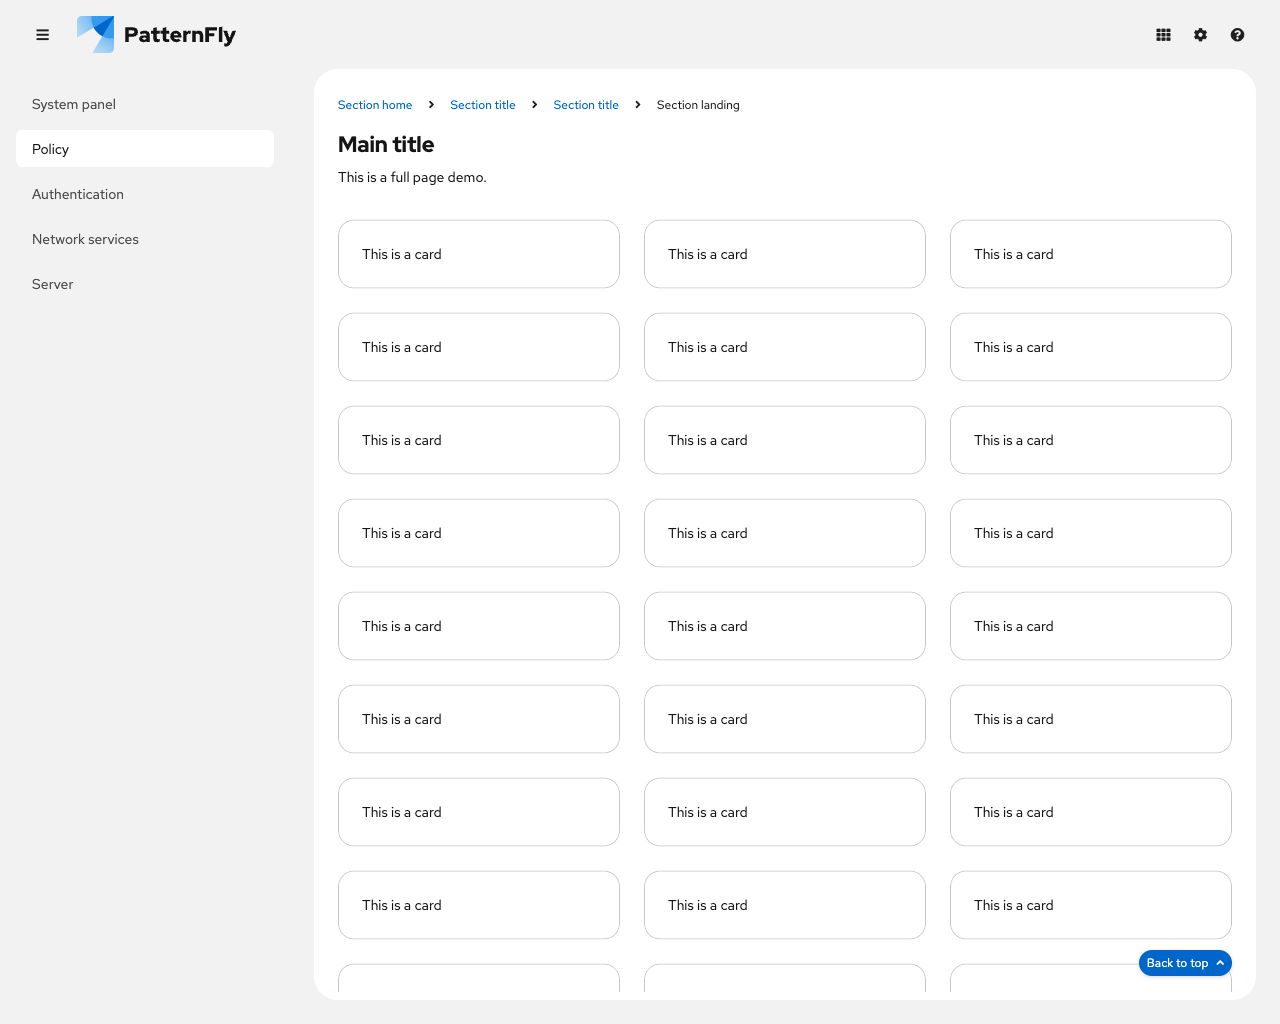 PatternFly
System panel
Policy
Authentication
Network services
Server
Section home Section title Section title Section landing
Main title
This is a full page demo.
This is a card This is a card This is a card
This is a card This is a card This is a card
This is a card This is a card This is a card
This is a card This is a card This is a card
This is a card This is a card This is a card
This is a card This is a card This is a card
This is a card This is a card This is a card
This is a card This is a card This is a card
Back to top